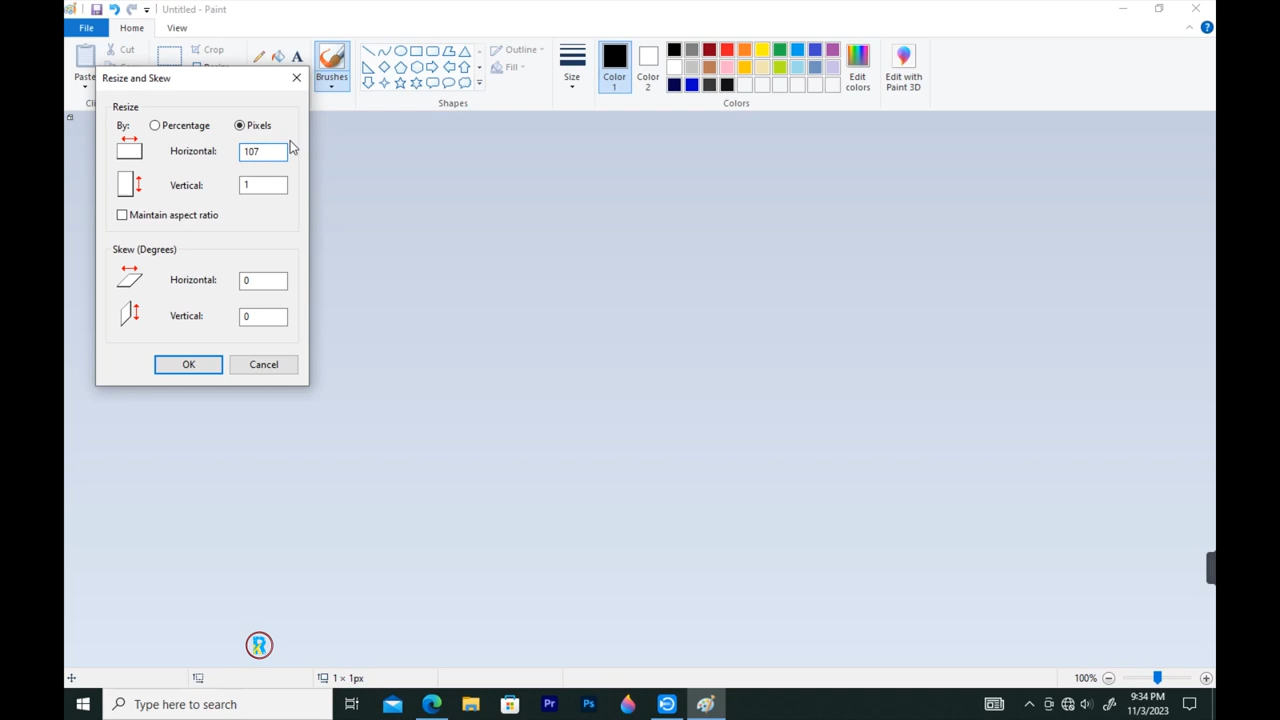 Untitled - Paint
File
Home
View
Paste
Cut
Crop
Brushes
Shapes
Outline
Fill
Size
Color 1
Color 2
Edit colors
Edit with Paint 3D
Colors
Resize and Skew
Resize
By:
Percentage
Pixels
Horizontal:
107
Vertical:
1
Maintain aspect ratio
Skew (Degrees)
Horizontal:
0
Vertical:
0
OK
Cancel
R
1 × 1px
100%
Type here to search
Pr
Ps
9:34 PM
11/3/2023